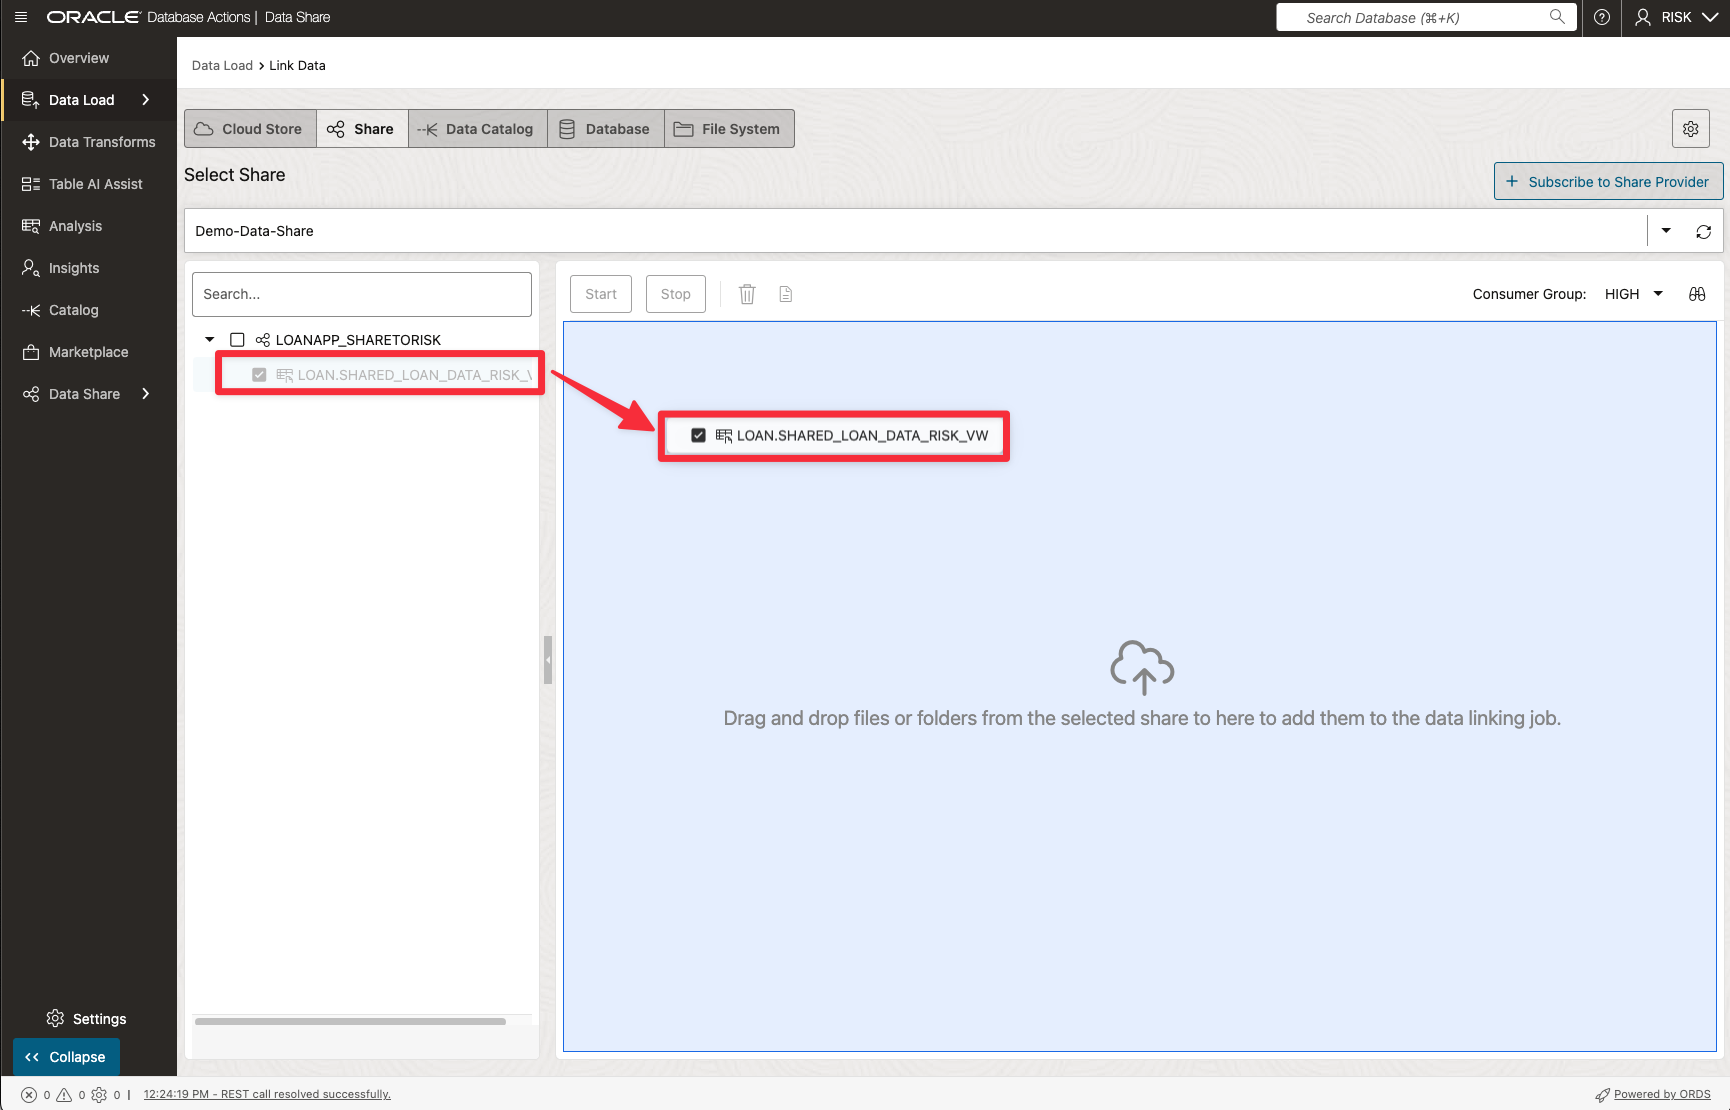 ORACLE Database Actions | Data Share
Search Database (⌘+K)
RISK
Overview
Data Load
Data Transforms
Table AI Assist
Analysis
Insights
Catalog
Marketplace
Data Share
Settings
Collapse
Data Load > Link Data
Cloud Store
Share
Data Catalog
Database
File System
Select Share
+ Subscribe to Share Provider
Demo-Data-Share
Search...
LOANAPP_SHARETORISK
LOAN.SHARED_LOAN_DATA_RISK_V
Start
Stop
Consumer Group: HIGH
LOAN.SHARED_LOAN_DATA_RISK_VW
Drag and drop files or folders from the selected share to here to add them to the data linking job.
0 0 0 | 12:24:19 PM - REST call resolved successfully.
Powered by ORDS